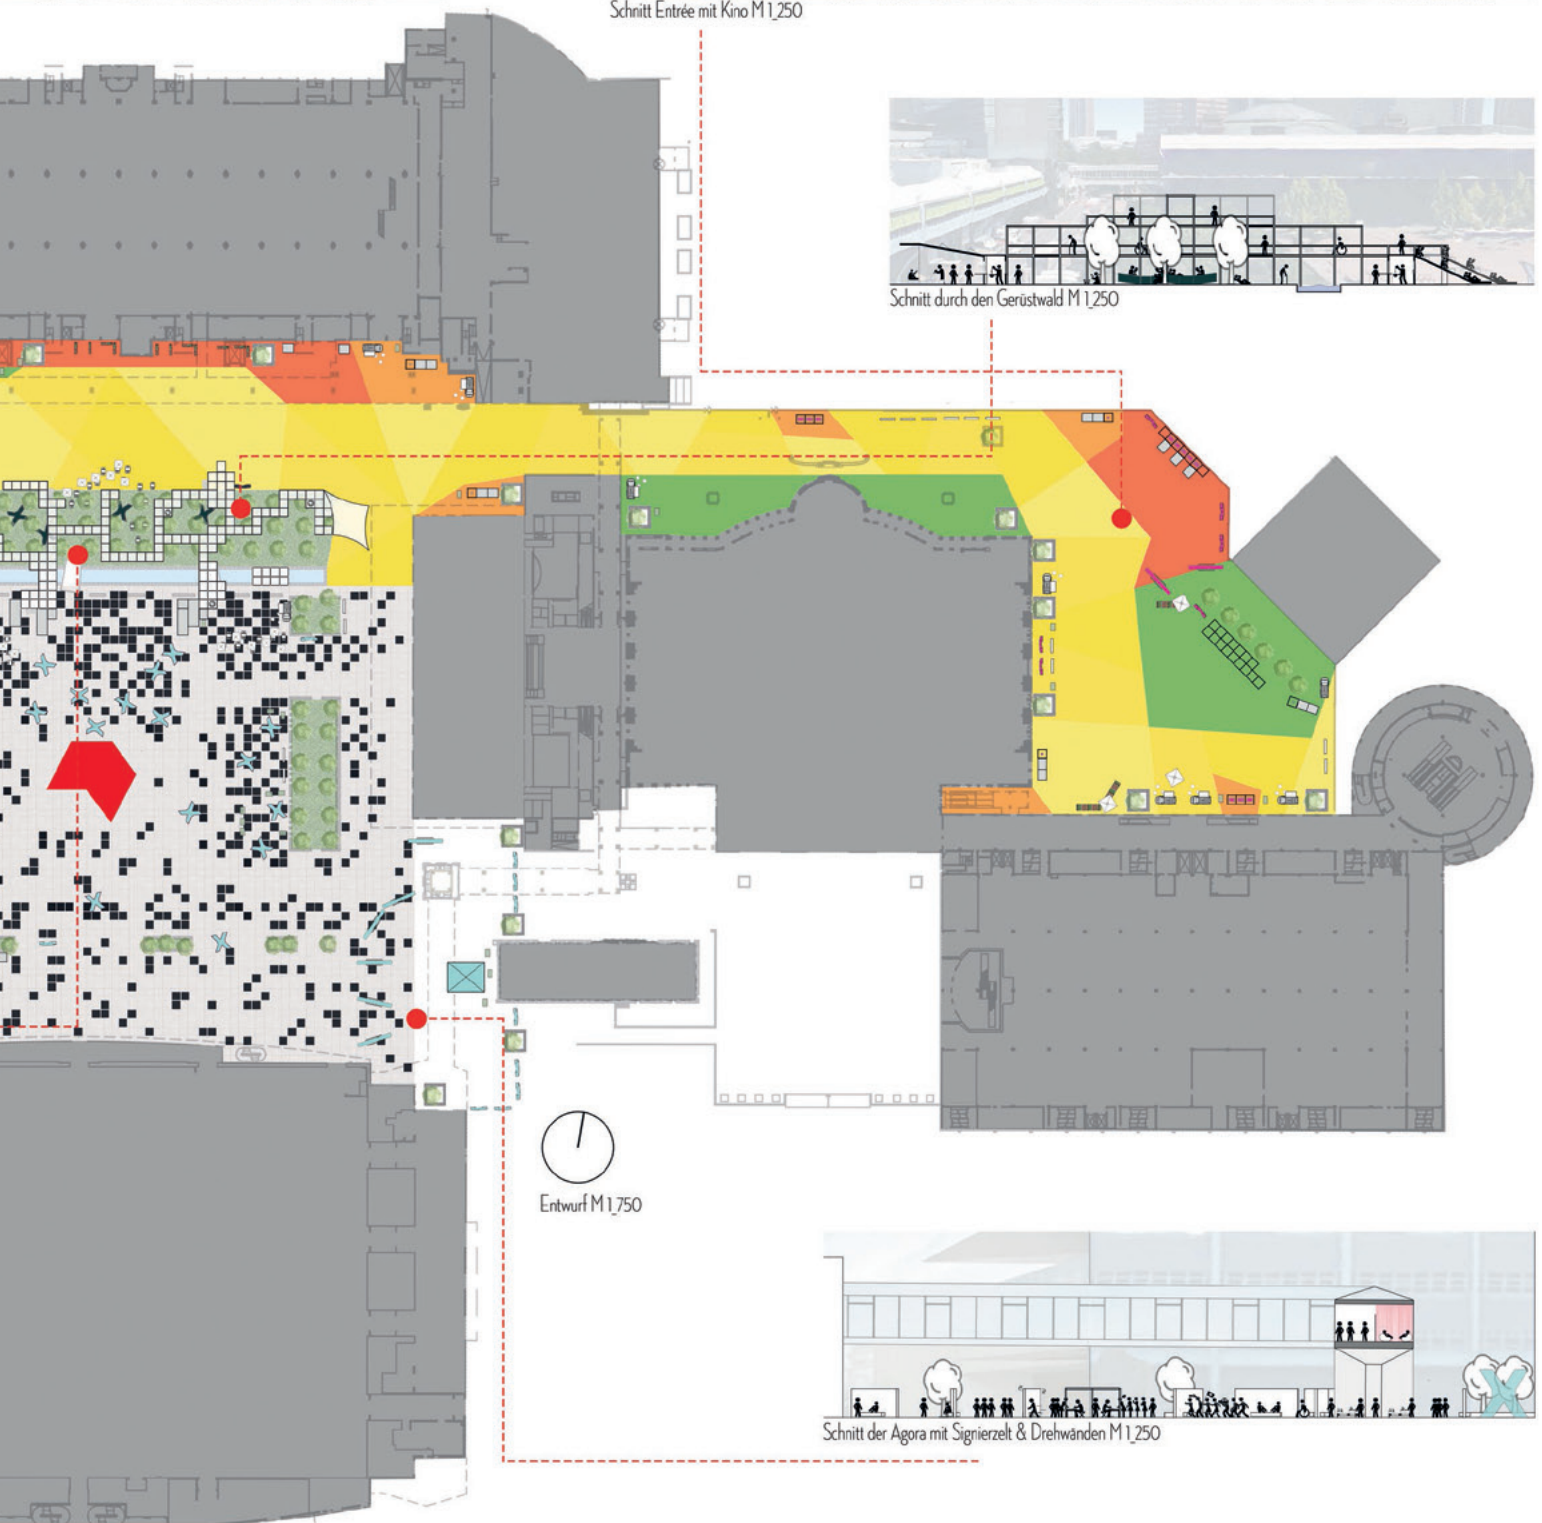 Schnitt Entrée mit Kino M 1_250
Schnitt durch den Gerüstwald M 1_250
Entwurf M 1_750
Schnitt der Agora mit Signierzelt & Drehwänden M 1_250